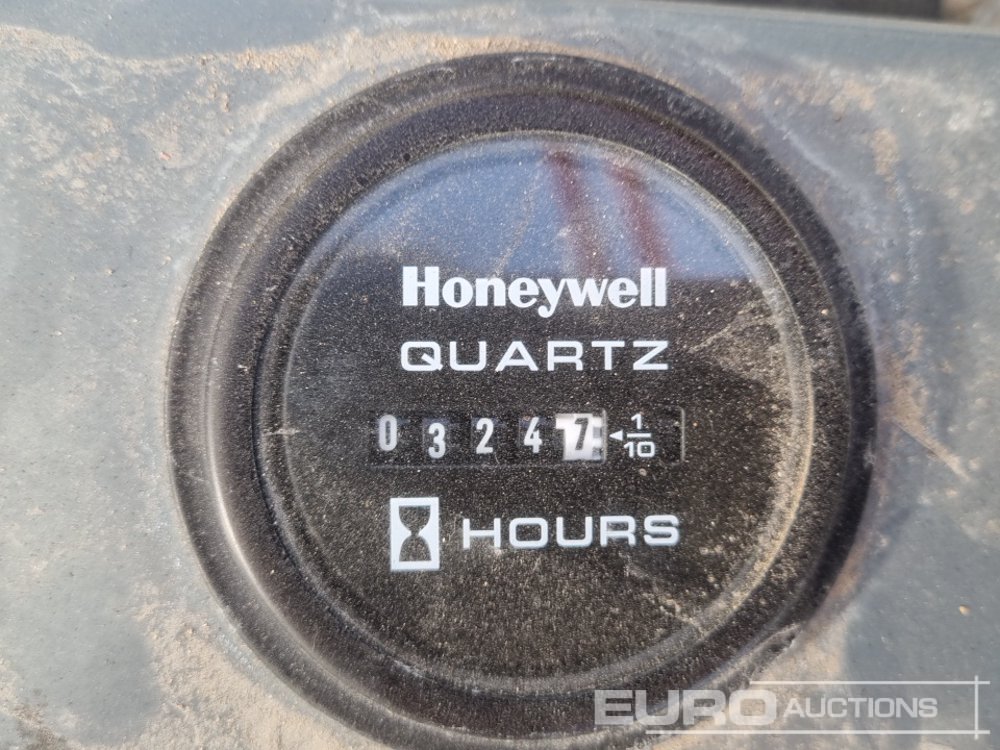 Honeywell
QUARTZ
0 3 2 4 7 ◄ 1/10
HOURS
EURO AUCTIONS